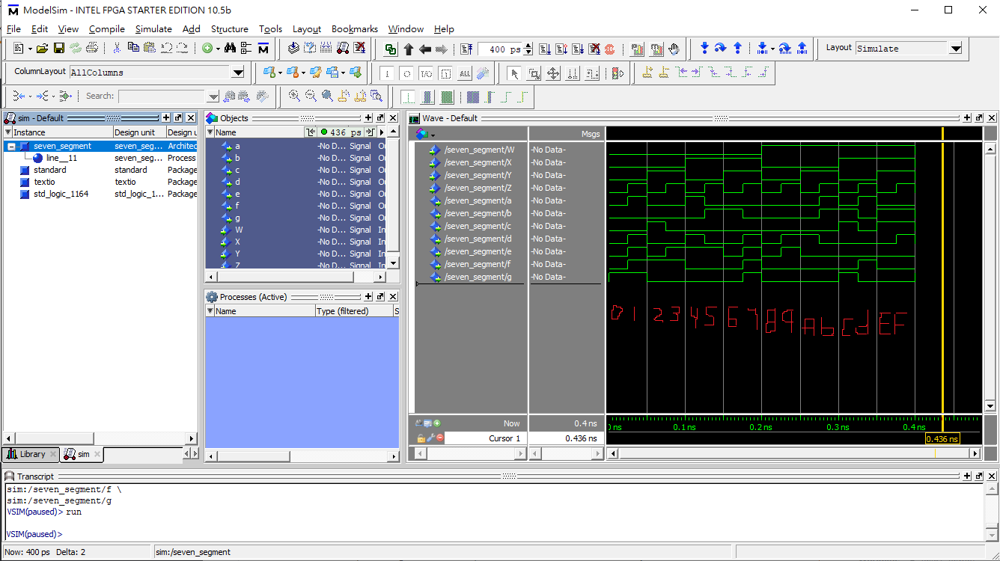 ModelSim - INTEL FPGA STARTER EDITION 10.5b
File Edit View Compile Simulate Add Structure Tools Layout Bookmarks Window Help
400 ps
Layout Simulate
ColumnLayout AllColumns
Search:
sim - Default
Instance Design unit Design u
seven_segment seven_seg... Architec
line__11 seven_seg... Process
standard standard Package
textio textio Package
std_logic_1164 std_logic_1... Package
Library sim
Objects
Name 436 ps
a -No D... Signal Ou
b -No D... Signal Ou
c -No D... Signal Ou
d -No D... Signal Ou
e -No D... Signal Ou
f -No D... Signal Ou
g -No D... Signal Ou
W -No D... Signal In
X -No D... Signal In
Y -No D... Signal In
Z -No D... Signal In
Processes (Active)
Name Type (filtered) S
Wave - Default
Msgs
/seven_segment/W -No Data-
/seven_segment/X -No Data-
/seven_segment/Y -No Data-
/seven_segment/Z -No Data-
/seven_segment/a -No Data-
/seven_segment/b -No Data-
/seven_segment/c -No Data-
/seven_segment/d -No Data-
/seven_segment/e -No Data-
/seven_segment/f -No Data-
/seven_segment/g -No Data-
0 1 2 3 4 5 6 7 8 9 A b C d E F
Now 0.4 ns
ns 0.1 ns 0.2 ns 0.3 ns 0.4 ns
Cursor 1 0.436 ns
0.436 ns
Transcript
sim:/seven_segment/f \
sim:/seven_segment/g
VSIM(paused)> run
VSIM(paused)>
Now: 400 ps Delta: 2 sim:/seven_segment